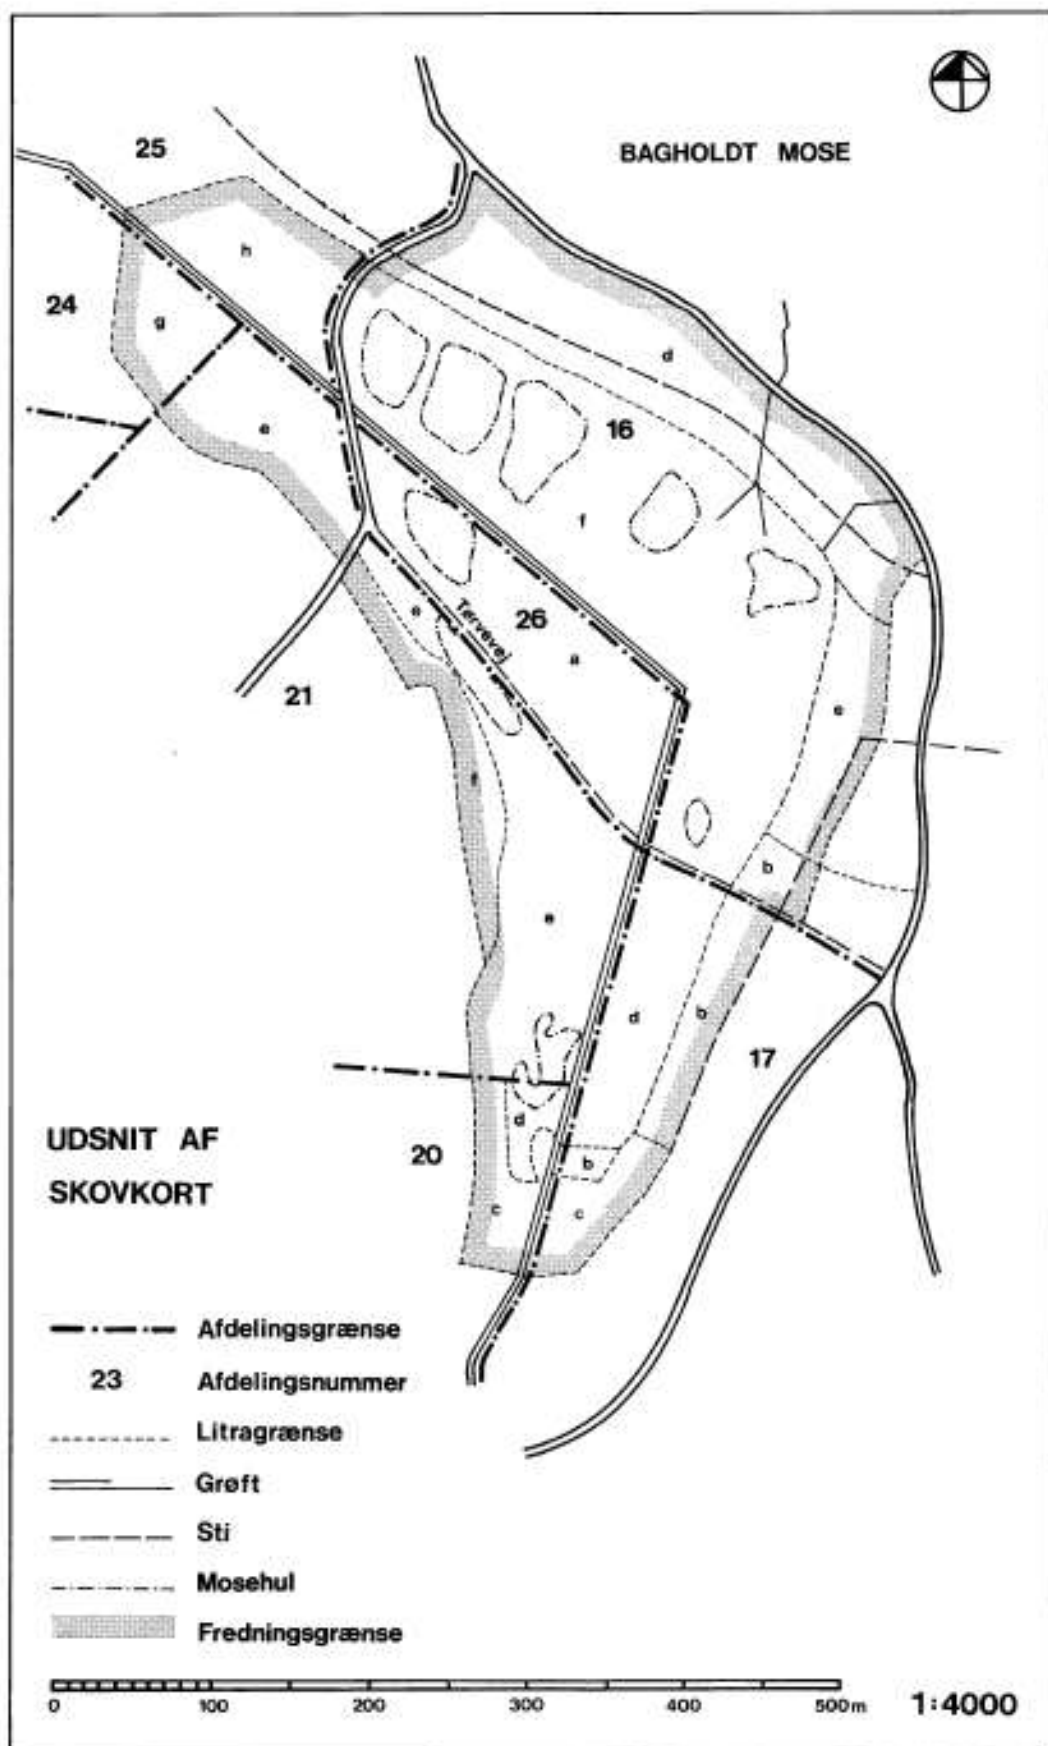 BAGHOLDT MOSE
25
h
24
g
d
e
16
f
e
26
Tørvevej
a
21
e
f
b
e
d
b
17
d
20
b
c
c
UDSNIT AF
SKOVKORT
Afdelingsgrænse
23 Afdelingsnummer
Litragrænse
Grøft
Sti
Mosehul
Fredningsgrænse
0 100 200 300 400 500m 1:4000